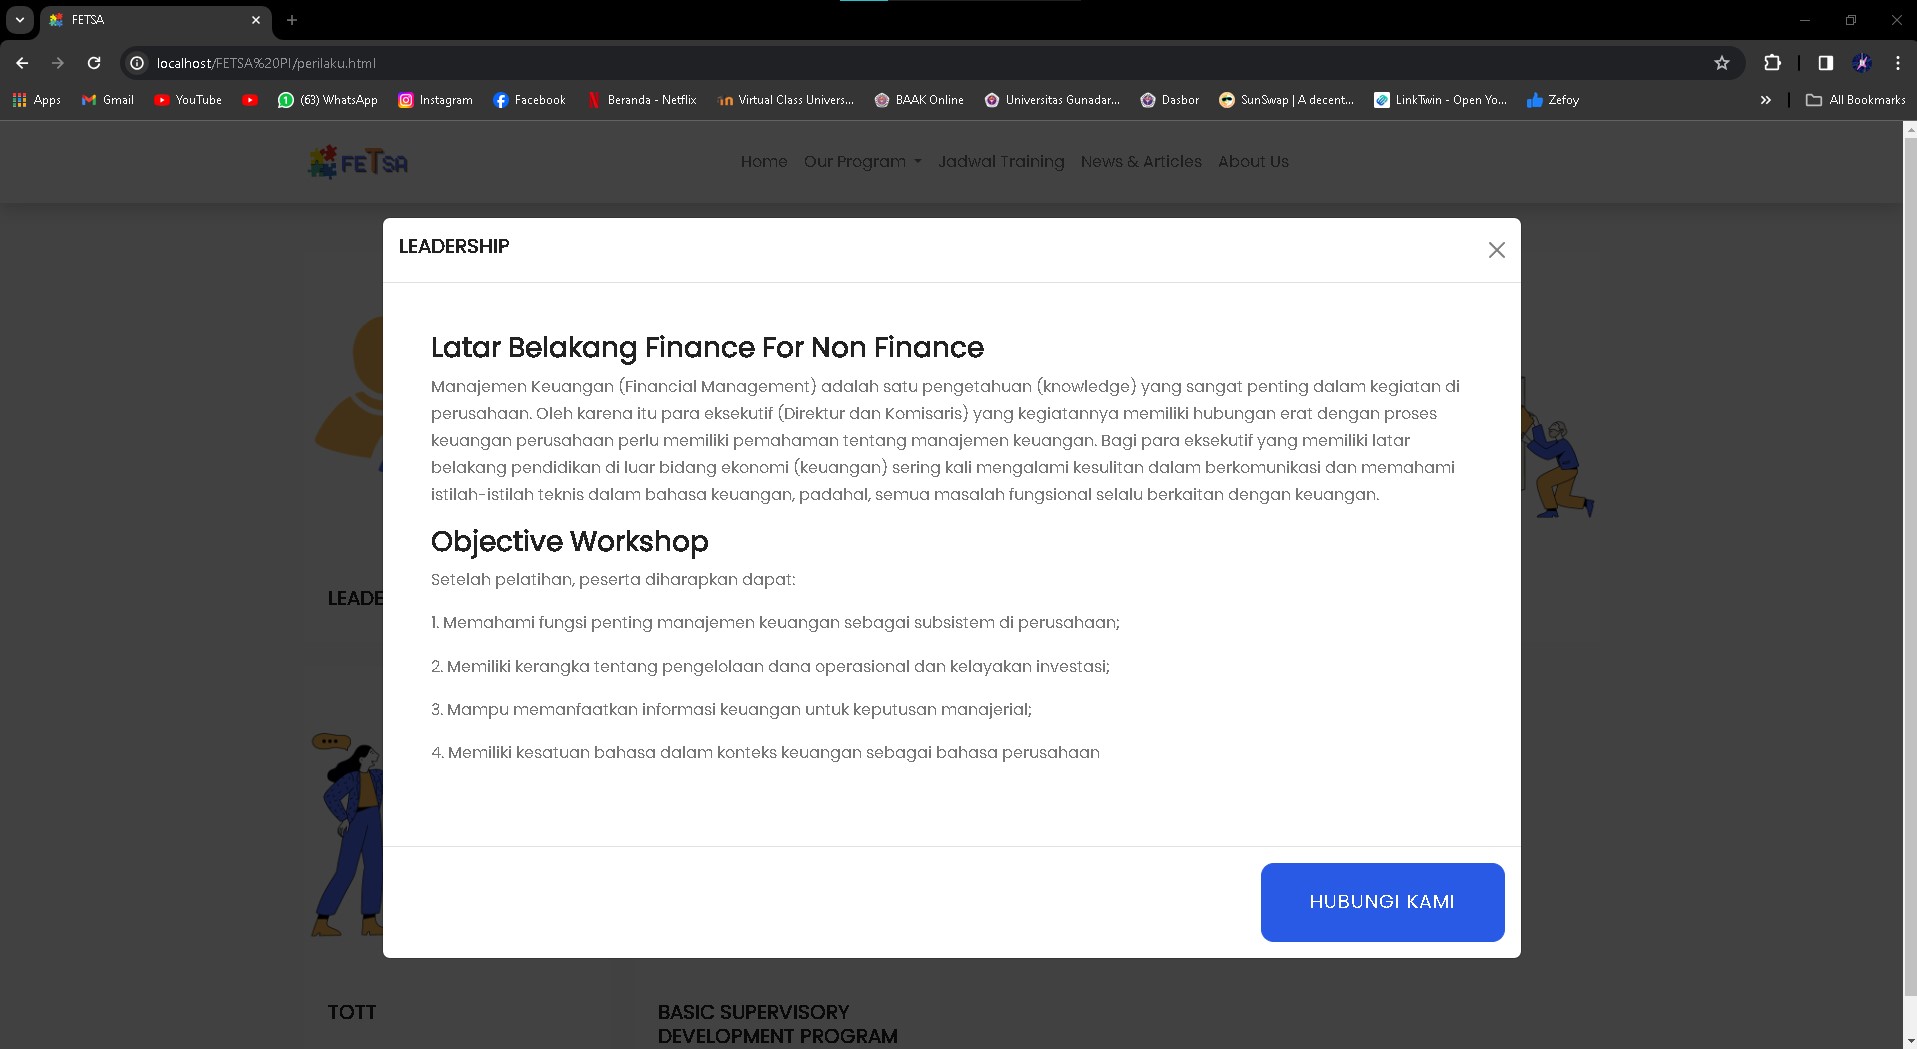 FETSA
localhost/FETSA%20PI/perilaku.html
Apps
Gmail
YouTube
(63) WhatsApp
Instagram
Facebook
Beranda - Netflix
Virtual Class Univers...
BAAK Online
Universitas Gunadar...
Dasbor
SunSwap | A decent...
LinkTwin - Open Yo...
Zefoy
All Bookmarks
FETSA
Home
Our Program
Jadwal Training
News & Articles
About Us
LEADERSHIP
Latar Belakang Finance For Non Finance
Manajemen Keuangan (Financial Management) adalah satu pengetahuan (knowledge) yang sangat penting dalam kegiatan di
perusahaan. Oleh karena itu para eksekutif (Direktur dan Komisaris) yang kegiatannya memiliki hubungan erat dengan proses
keuangan perusahaan perlu memiliki pemahaman tentang manajemen keuangan. Bagi para eksekutif yang memiliki latar
belakang pendidikan di luar bidang ekonomi (keuangan) sering kali mengalami kesulitan dalam berkomunikasi dan memahami
istilah-istilah teknis dalam bahasa keuangan, padahal, semua masalah fungsional selalu berkaitan dengan keuangan.
Objective Workshop
Setelah pelatihan, peserta diharapkan dapat:
1. Memahami fungsi penting manajemen keuangan sebagai subsistem di perusahaan;
2. Memiliki kerangka tentang pengelolaan dana operasional dan kelayakan investasi;
3. Mampu memanfaatkan informasi keuangan untuk keputusan manajerial;
4. Memiliki kesatuan bahasa dalam konteks keuangan sebagai bahasa perusahaan
HUBUNGI KAMI
LEADE
TOTT
BASIC SUPERVISORY
DEVELOPMENT PROGRAM